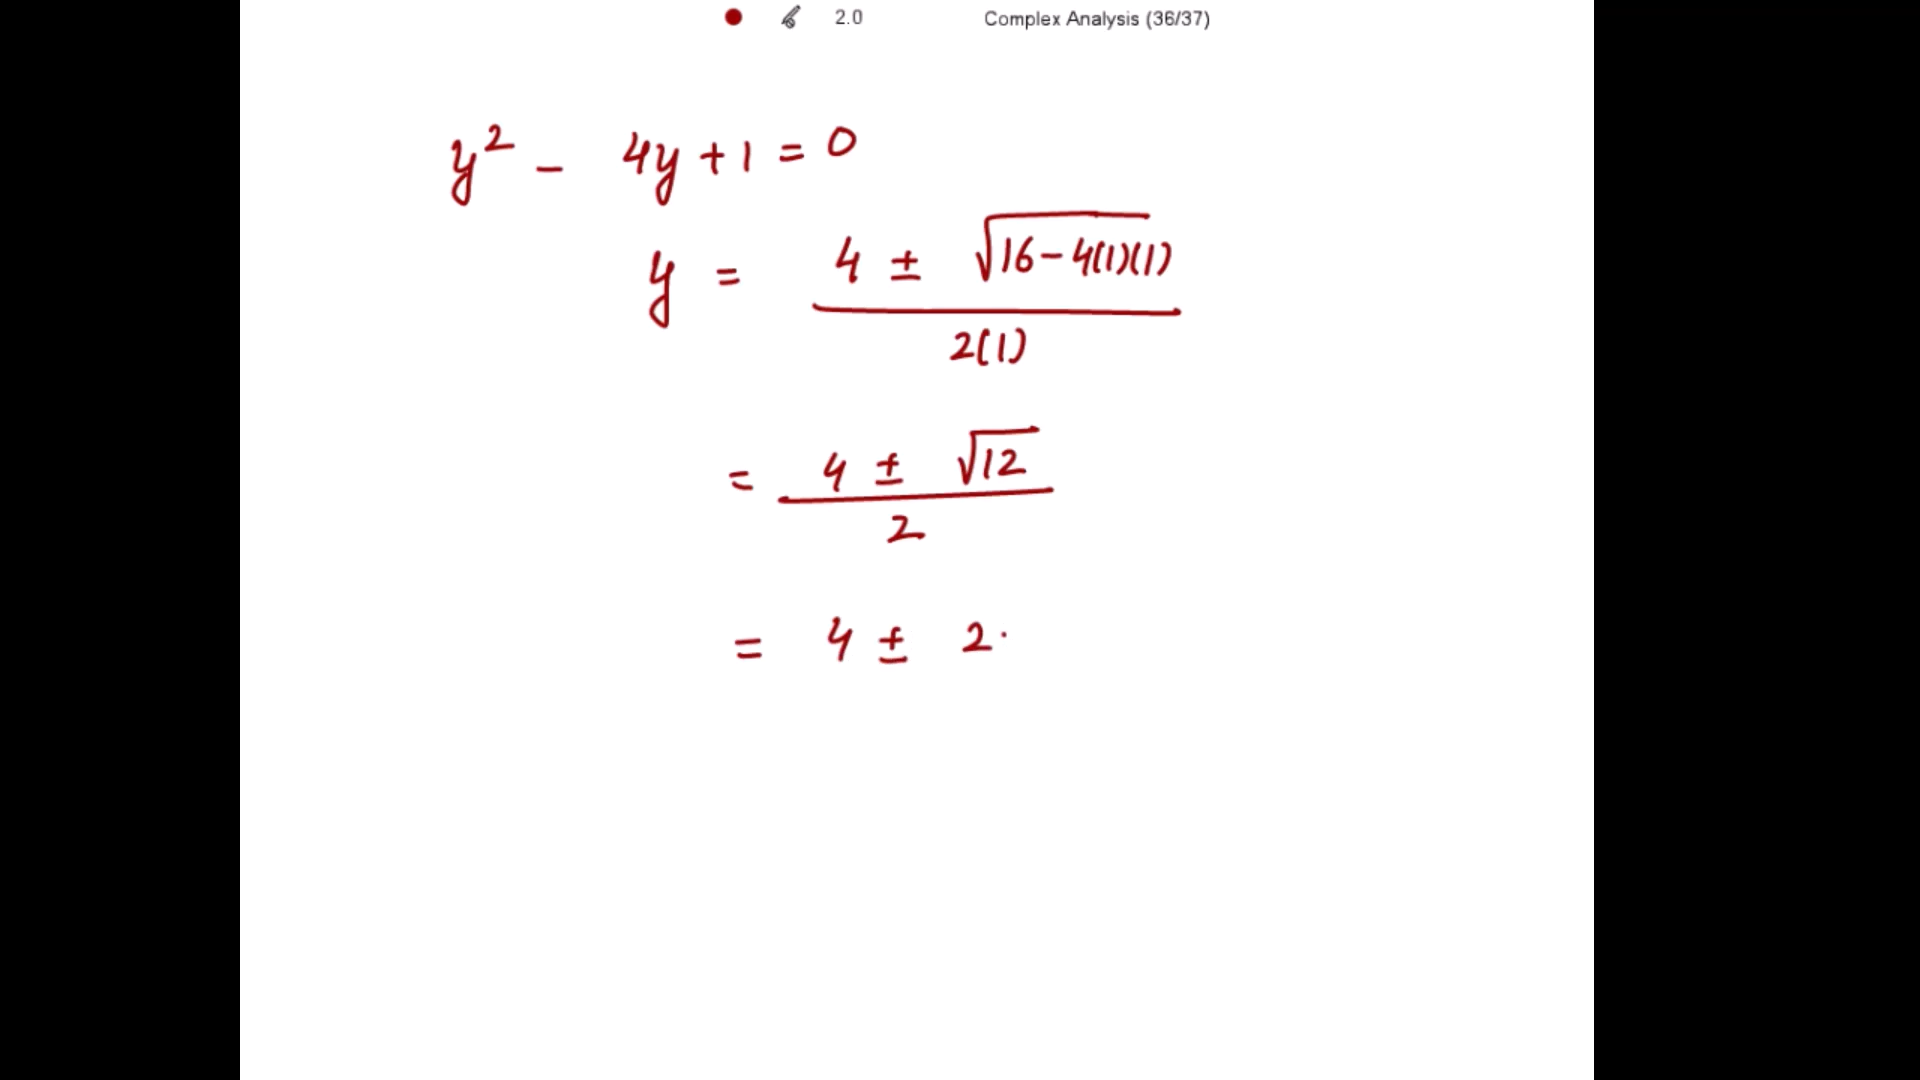 2.0 Complex Analysis (36/37)
y² - 4y + 1 = 0
y = (4 ± √(16 - 4(1)(1))) / 2(1)
= (4 ± √12) / 2
= 4 ± 2